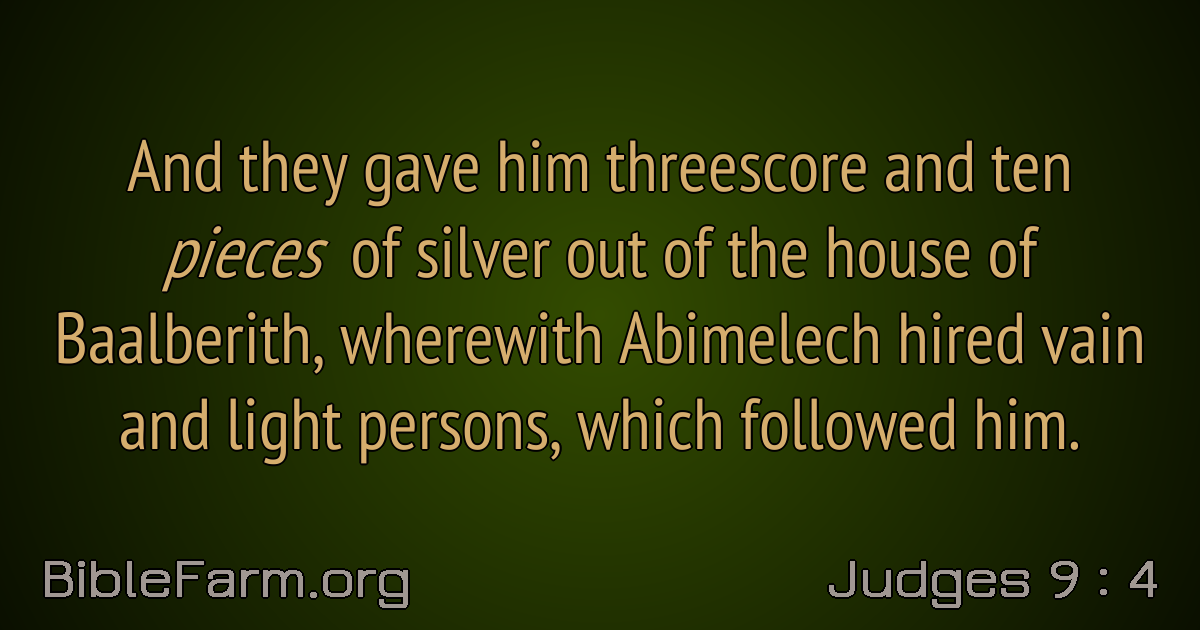 And they gave him threescore and ten
pieces of silver out of the house of
Baalberith, wherewith Abimelech hired vain
and light persons, which followed him.
BibleFarm.org
Judges 9 : 4